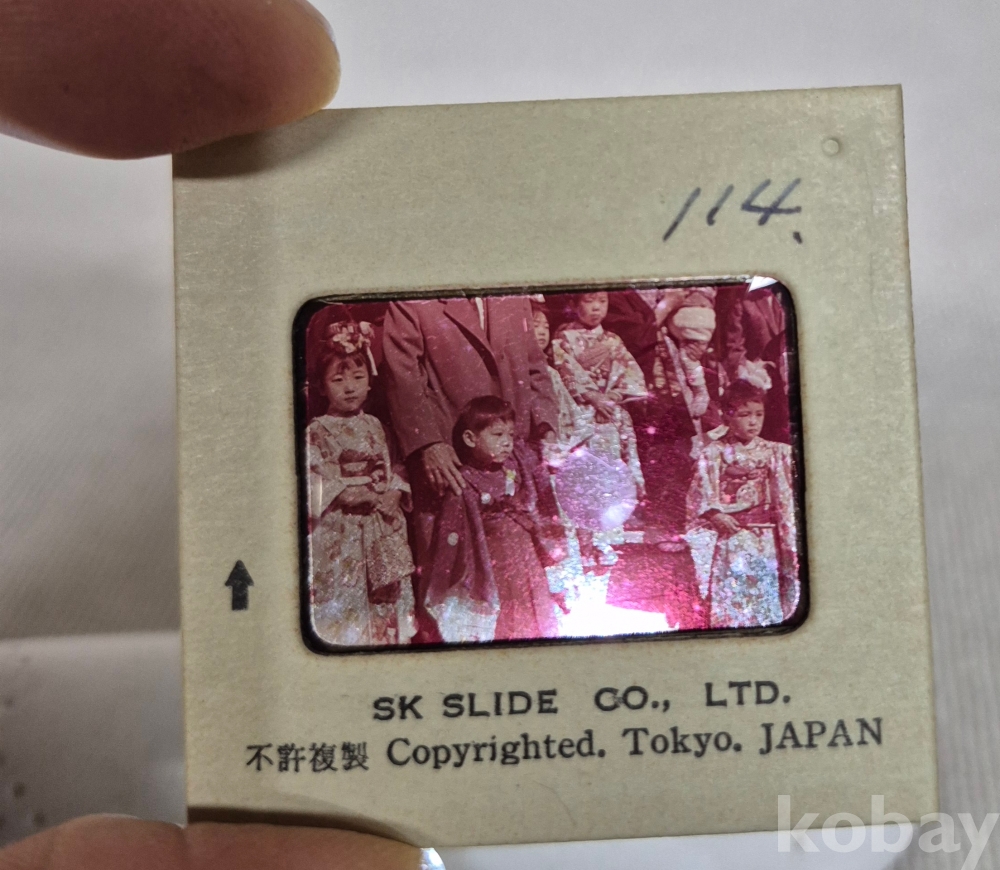 114.
SK SLIDE CO., LTD.
不許複製 Copyrighted. Tokyo. JAPAN
kobay